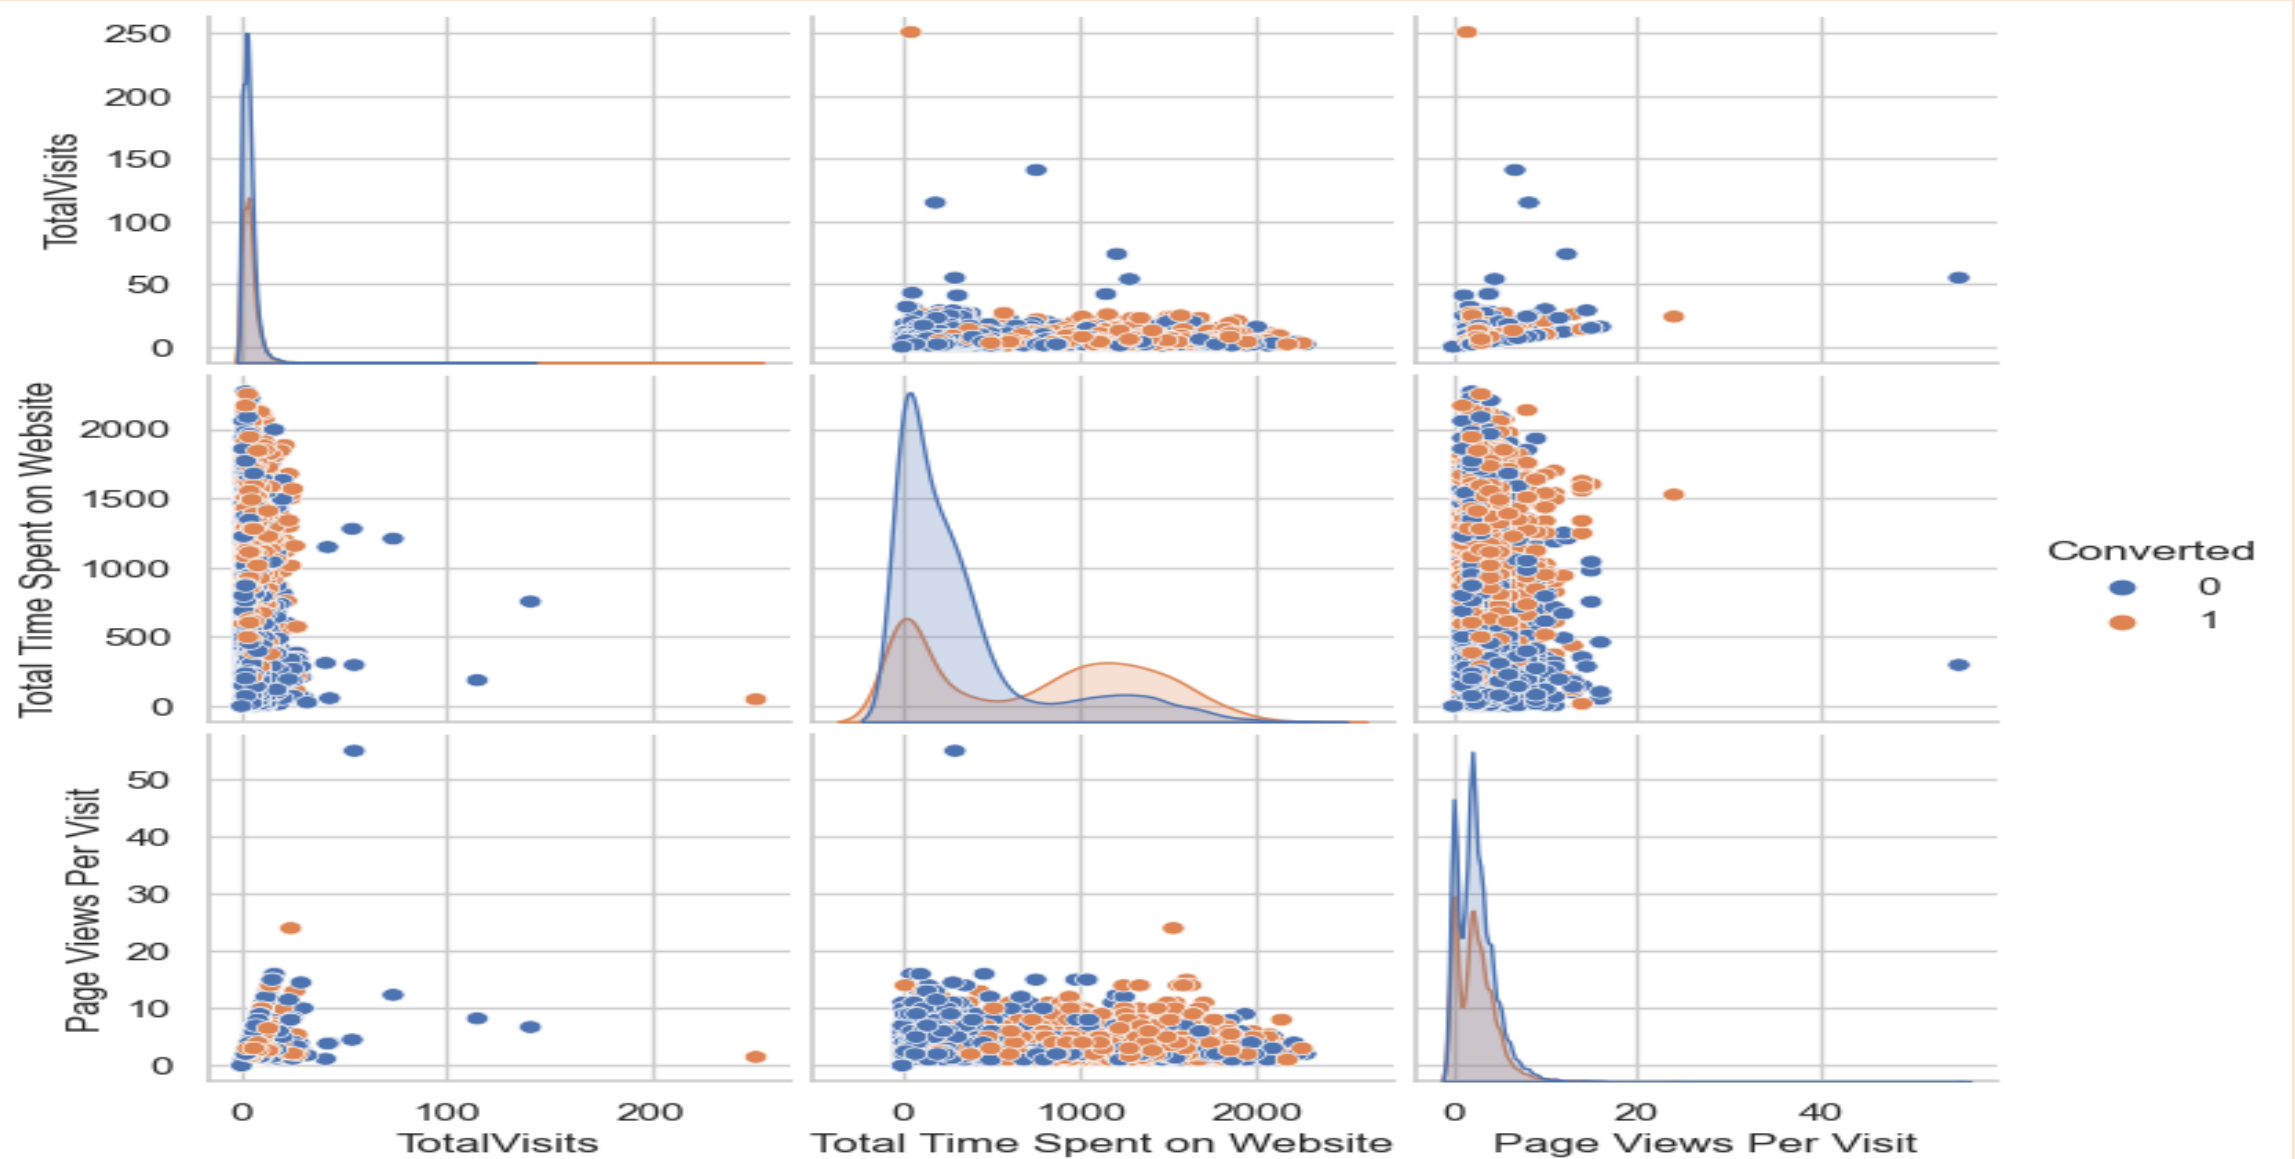 250
200
150
100
50
0
TotalVisits
2000
1500
1000
500
0
Total Time Spent on Website
50
40
30
20
10
0
Page Views Per Visit
0 100 200
TotalVisits
0 1000 2000
Total Time Spent on Website
0 20 40
Page Views Per Visit
Converted
0
1